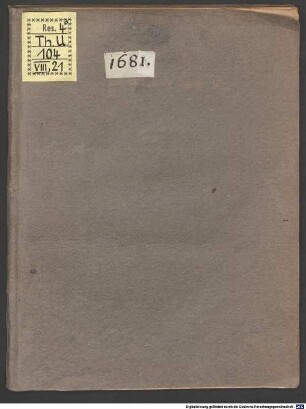 Res. 4°
Th. U.
104
VIII, 21
1681.